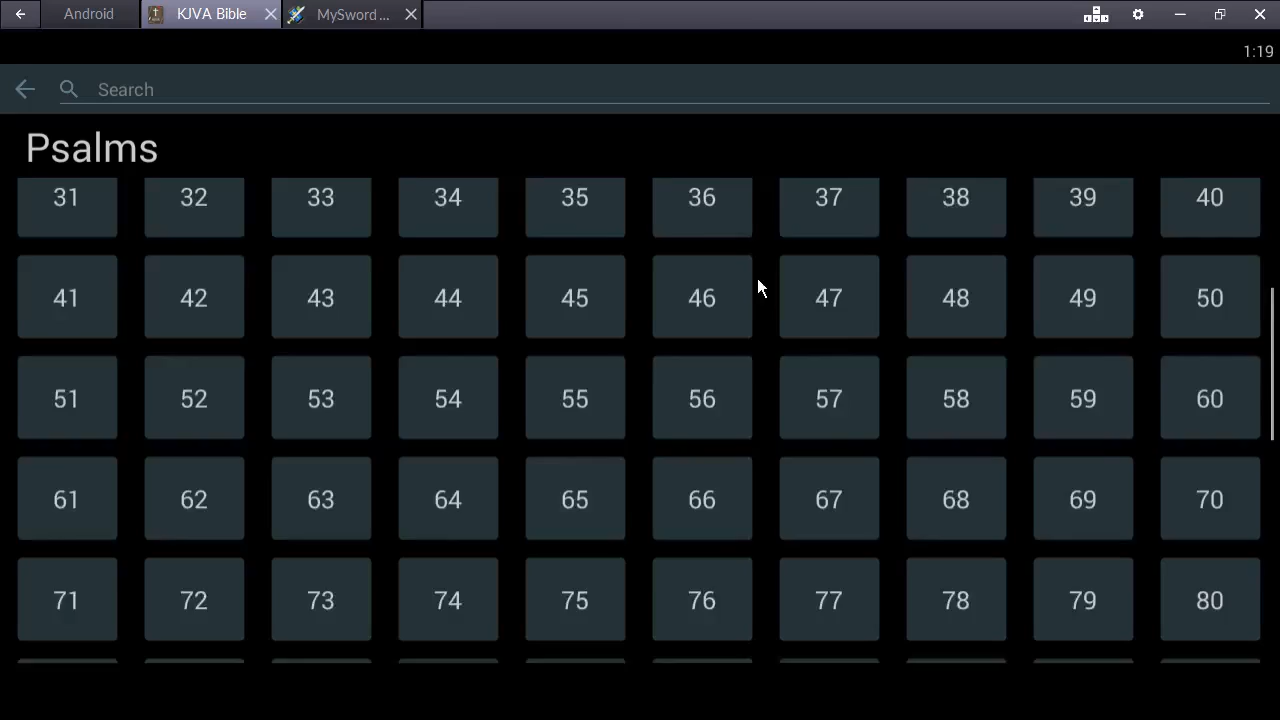 Android KJVA Bible MySword ...
1:19
Search
Psalms
31 32 33 34 35 36 37 38 39 40
41 42 43 44 45 46 47 48 49 50
51 52 53 54 55 56 57 58 59 60
61 62 63 64 65 66 67 68 69 70
71 72 73 74 75 76 77 78 79 80